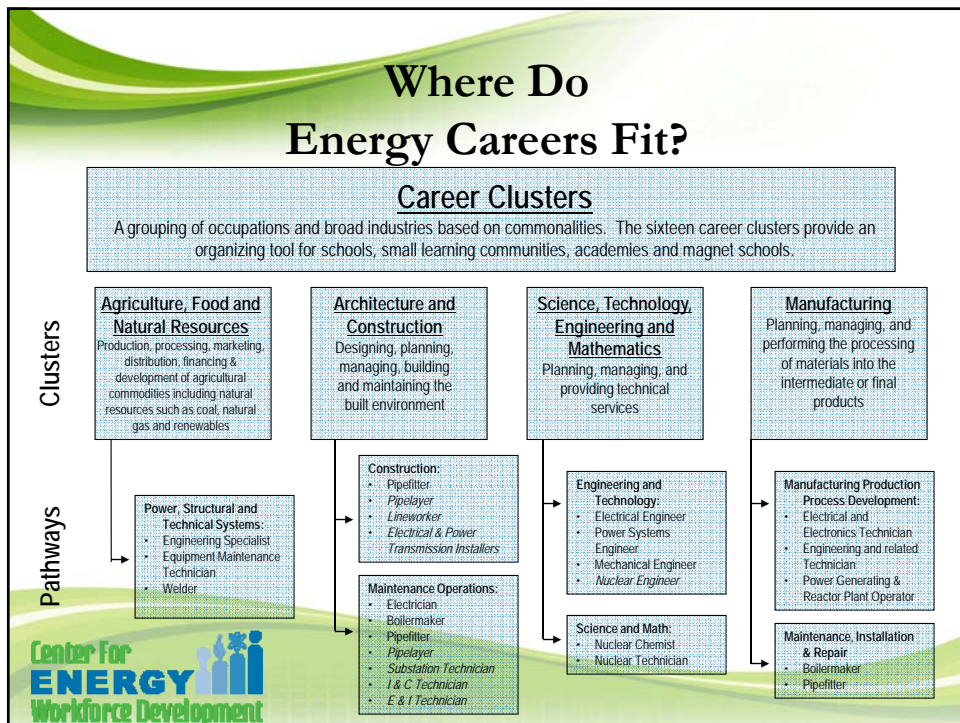 Where Do
Energy Careers Fit?
Career Clusters
A grouping of occupations and broad industries based on commonalities. The sixteen career clusters provide an
organizing tool for schools, small learning communities, academies and magnet schools.
Clusters
Agriculture, Food and
Natural Resources
Production, processing, marketing,
distribution, financing &
development of agricultural
commodities including natural
resources such as coal, natural
gas and renewables
Architecture and
Construction
Designing, planning,
managing, building
and maintaining the
built environment
Science, Technology,
Engineering and
Mathematics
Planning, managing, and
providing technical
services
Manufacturing
Planning, managing, and
performing the processing
of materials into the
intermediate or final
products
Pathways
Power, Structural and
Technical Systems:
• Engineering Specialist
• Equipment Maintenance
Technician
• Welder
Construction:
• Pipefitter
• Pipelayer
• Lineworker
• Electrical & Power
Transmission Installers
Maintenance Operations:
• Electrician
• Boilermaker
• Pipefitter
• Pipelayer
• Substation Technician
• I & C Technician
• E & I Technician
Engineering and
Technology:
• Electrical Engineer
• Power Systems
Engineer
• Mechanical Engineer
• Nuclear Engineer
Science and Math:
• Nuclear Chemist
• Nuclear Technician
Manufacturing Production
Process Development:
• Electrical and
Electronics Technician
• Engineering and related
Technician
• Power Generating &
Reactor Plant Operator
Maintenance, Installation
& Repair
• Boilermaker
• Pipefitter
Center For
ENERGY
Workforce Development